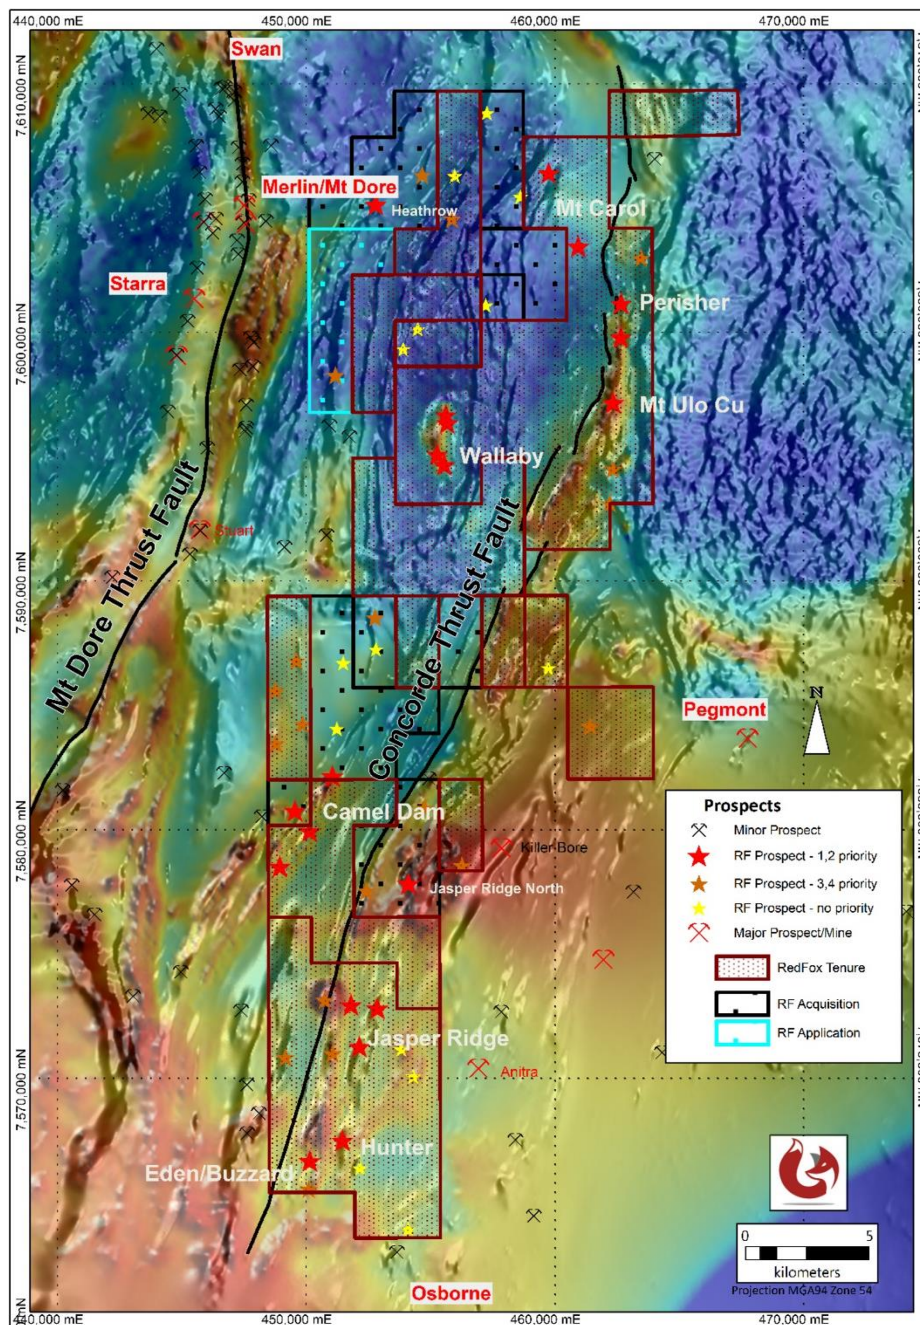 440,000 mE
450,000 mE
460,000 mE
470,000 mE
Swan
7,610,000 mN
Merlin/Mt Dore
Heathrow
Mt Carol
Starra
Perisher
7,600,000 mN
Mt Ulo Cu
Wallaby
Mt Dore Thrust Fault
Stuart
Concorde Thrust Fault
7,590,000 mN
Pegmont
N
Camel Dam
7,580,000 mN
Killer Bore
Jasper Ridge North
Prospects
Minor Prospect
RF Prospect - 1,2 priority
RF Prospect - 3,4 priority
RF Prospect - no priority
Major Prospect/Mine
RedFox Tenure
RF Acquisition
RF Application
Jasper Ridge
Anitra
7,570,000 mN
Hunter
Eden/Buzzard
0 5
kilometers
Projection MGA94 Zone 54
Osborne
440,000 mE
450,000 mE
460,000 mE
470,000 mE